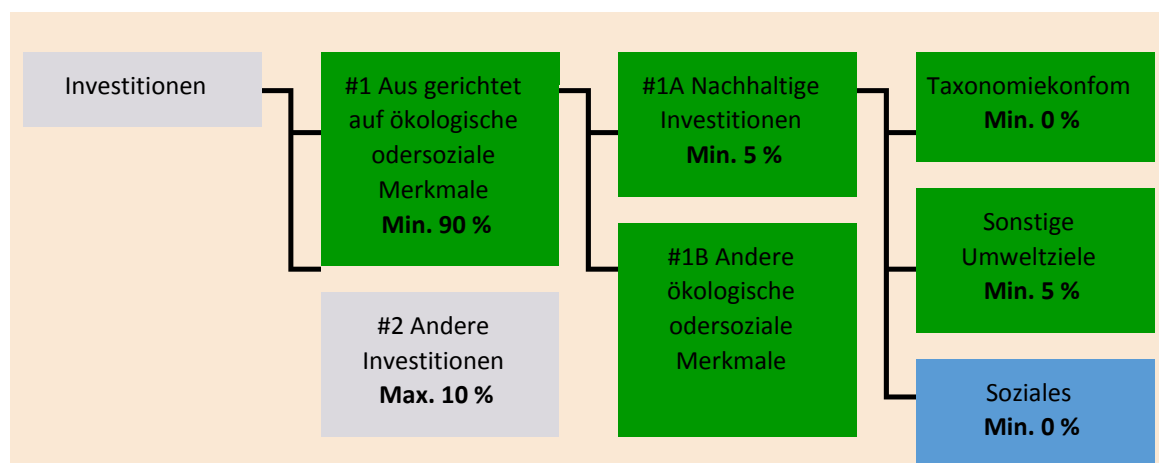 Investitionen
#1 Aus gerichtet
auf ökologische
odersoziale
Merkmale
Min. 90 %
#2 Andere
Investitionen
Max. 10 %
#1A Nachhaltige
Investitionen
Min. 5 %
#1B Andere
ökologische
odersoziale
Merkmale
Taxonomiekonfom
Min. 0 %
Sonstige
Umweltziele
Min. 5 %
Soziales
Min. 0 %